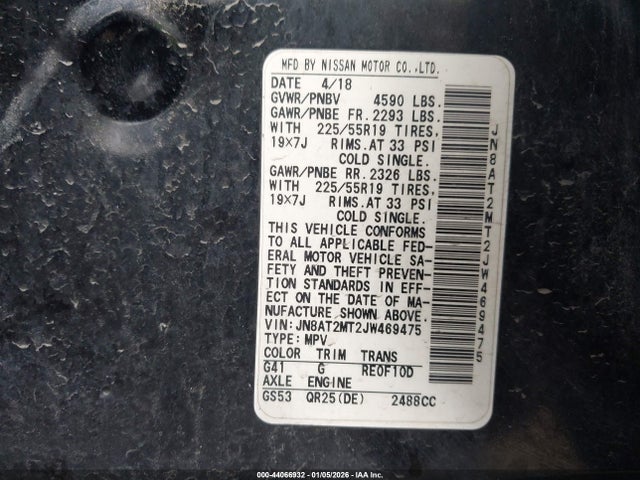 MFD BY NISSAN MOTOR CO.,LTD.
DATE 4/18
GVWR/PNBV 4590 LBS.
GAWR/PNBE FR. 2293 LBS.
WITH 225/55R19 TIRES,
19×7J RIMS. AT 33 PSI
COLD SINGLE.
GAWR/PNBE RR. 2326 LBS.
WITH 225/55R19 TIRES,
19×7J RIMS. AT 33 PSI
COLD SINGLE.
THIS VEHICLE CONFORMS
TO ALL APPLICABLE FED-
ERAL MOTOR VEHICLE SA-
FETY AND THEFT PREVEN-
TION STANDARDS IN EFF-
ECT ON THE DATE OF MA-
NUFACTURE SHOWN ABOVE.
VIN: JN8AT2MT2JW469475
TYPE: MPV
COLOR TRIM TRANS
G41 G RE0F10D
AXLE ENGINE
GS53 QR25(DE) 2488CC
JN8AT2MT2JW469475
000-44066932 - 01/05/2026 - IAA Inc.